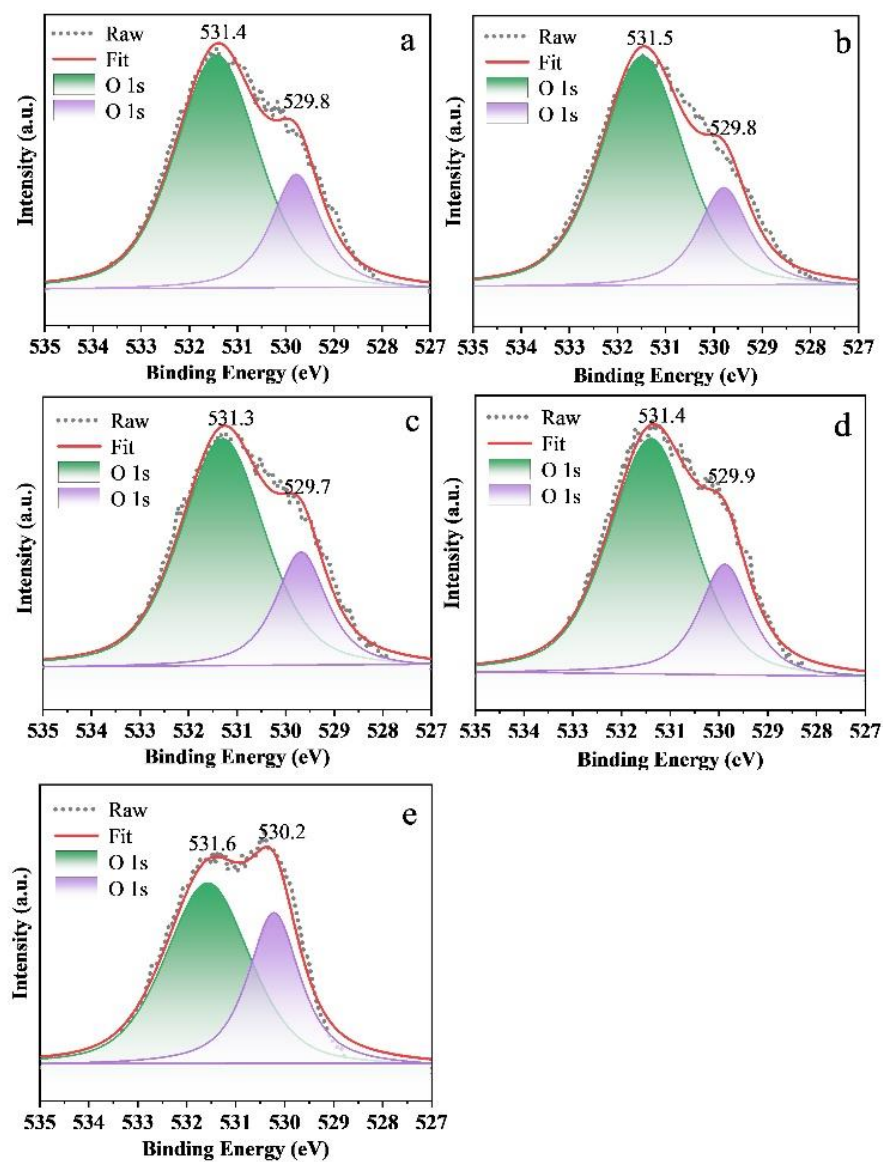 a
531.4
529.8
Raw
Fit
O 1s
O 1s
Intensity (a.u.)
535 534 533 532 531 530 529 528 527
Binding Energy (eV)
b
531.5
529.8
Raw
Fit
O 1s
O 1s
Intensity (a.u.)
535 534 533 532 531 530 529 528 527
Binding Energy (eV)
c
531.3
529.7
Raw
Fit
O 1s
O 1s
Intensity (a.u.)
535 534 533 532 531 530 529 528 527
Binding Energy (eV)
d
531.4
529.9
Raw
Fit
O 1s
O 1s
Intensity (a.u.)
535 534 533 532 531 530 529 528 527
Binding Energy (eV)
e
531.6
530.2
Raw
Fit
O 1s
O 1s
Intensity (a.u.)
535 534 533 532 531 530 529 528 527
Binding Energy (eV)